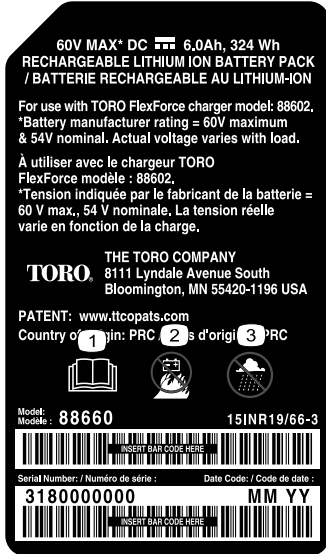 60V MAX* DC 6.0Ah, 324 Wh
RECHARGEABLE LITHIUM ION BATTERY PACK
/ BATTERIE RECHARGEABLE AU LITHIUM-ION
For use with TORO FlexForce charger model: 88602.
*Battery manufacturer rating = 60V maximum
& 54V nominal. Actual voltage varies with load.
À utiliser avec le chargeur TORO
FlexForce modèle : 88602.
*Tension indiquée par le fabricant de la batterie =
60 V max., 54 V nominale. La tension réelle
varie en fonction de la charge.
TORO®
THE TORO COMPANY
8111 Lyndale Avenue South
Bloomington, MN 55420-1196 USA
PATENT: www.ttcopats.com
Country PRC d'origi PRC
1 2 3
Model:
Modèle : 88660 15INR19/66-3
INSERT BAR CODE HERE
Serial Number: / Numéro de série : Date Code: / Code de date :
3180000000 MM YY
INSERT BAR CODE HERE